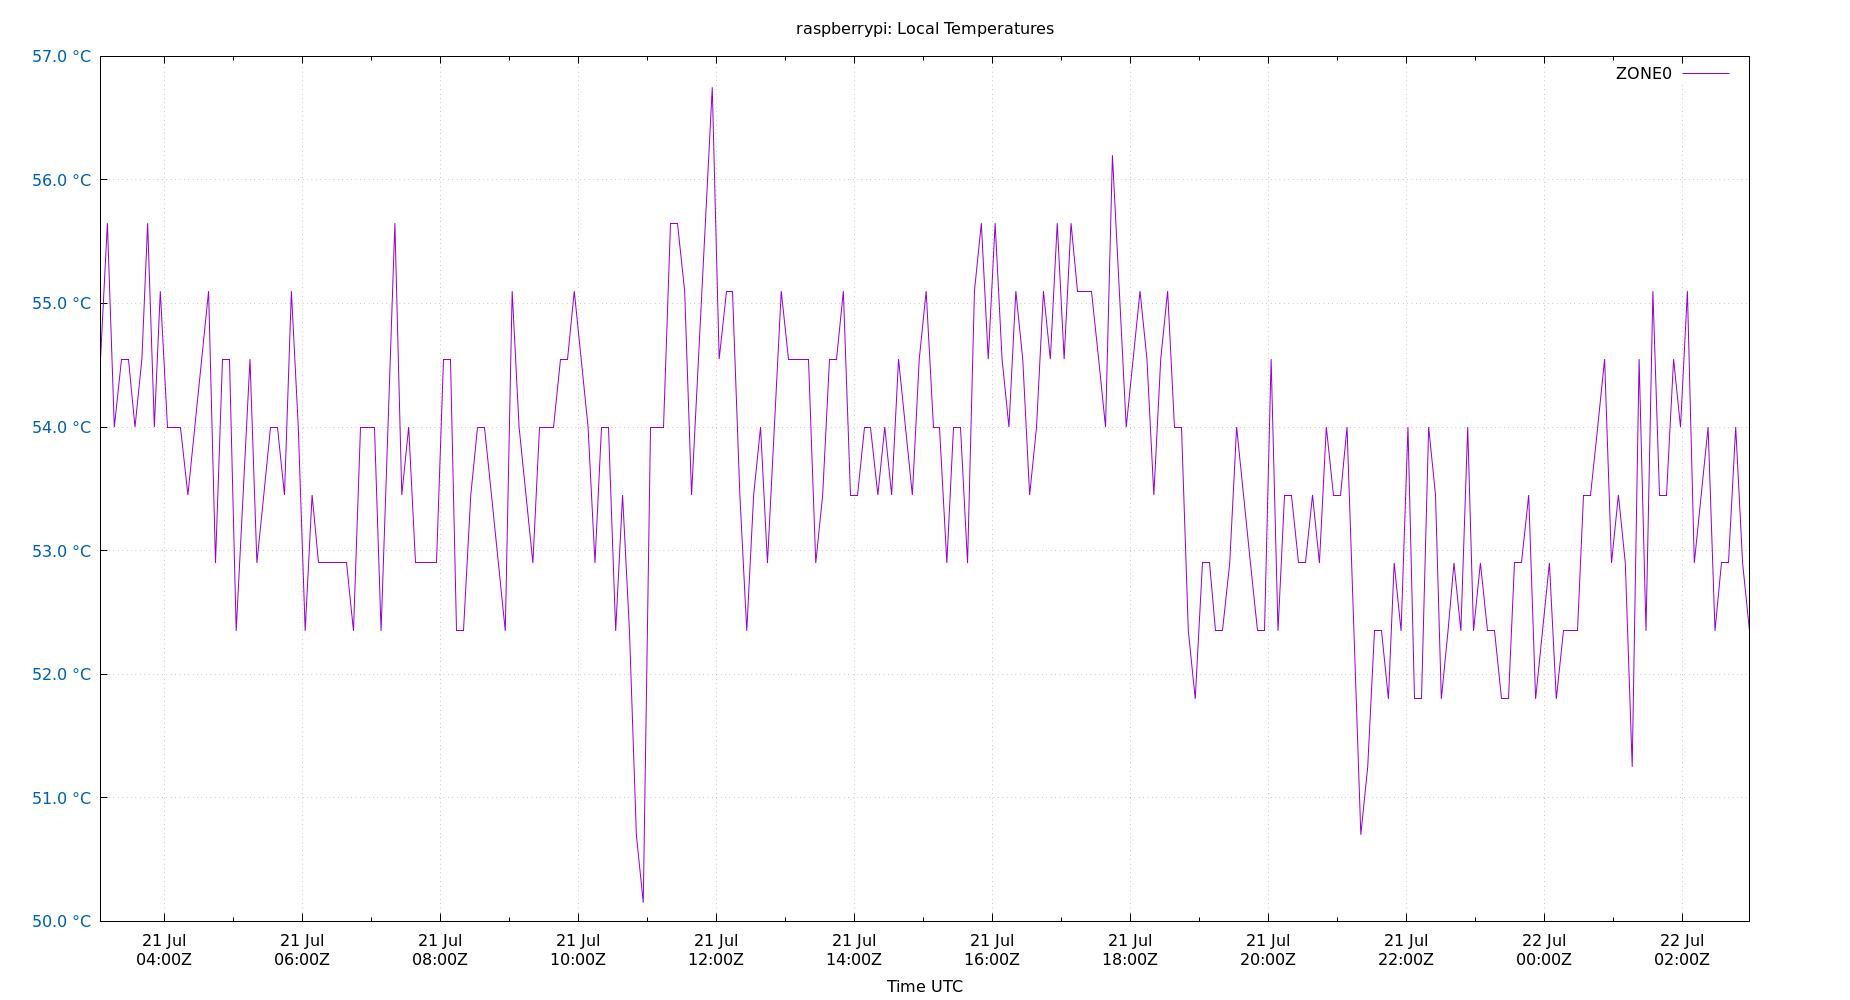 raspberrypi: Local Temperatures
57.0 °C
ZONE0
56.0 °C
55.0 °C
54.0 °C
53.0 °C
52.0 °C
51.0 °C
50.0 °C
21 Jul 21 Jul 21 Jul 21 Jul 21 Jul 21 Jul 21 Jul 21 Jul 21 Jul 21 Jul 22 Jul 22 Jul
04:00Z 06:00Z 08:00Z 10:00Z 12:00Z 14:00Z 16:00Z 18:00Z 20:00Z 22:00Z 00:00Z 02:00Z
Time UTC